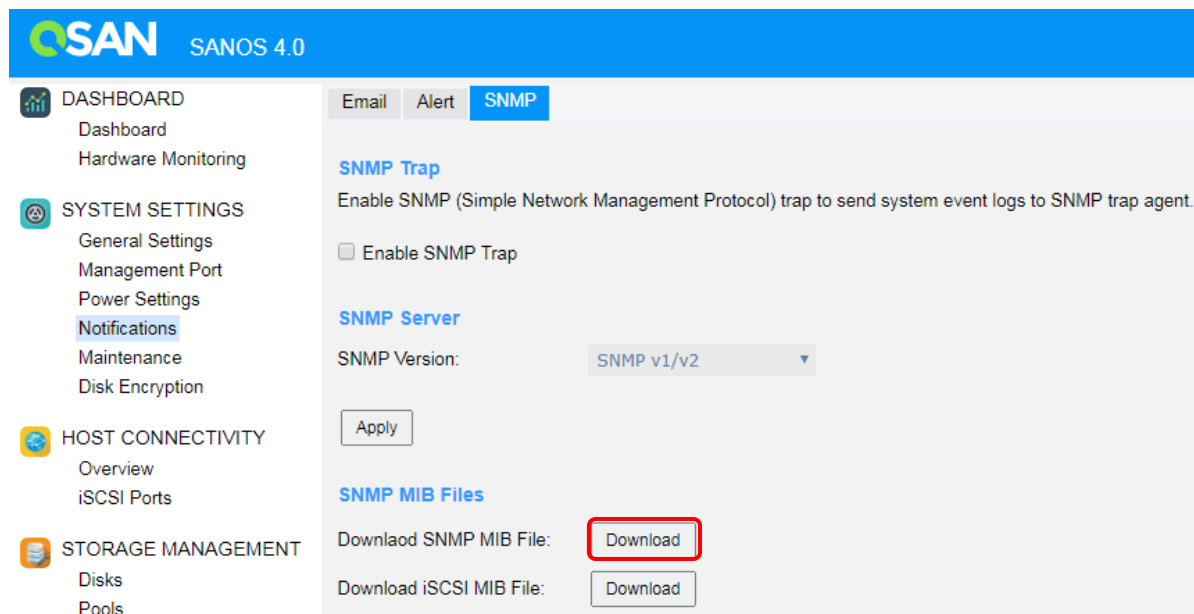 QSAN SANOS 4.0
DASHBOARD
Dashboard
Hardware Monitoring
SYSTEM SETTINGS
General Settings
Management Port
Power Settings
Notifications
Maintenance
Disk Encryption
HOST CONNECTIVITY
Overview
iSCSI Ports
STORAGE MANAGEMENT
Disks
Pools
Email Alert SNMP
SNMP Trap
Enable SNMP (Simple Network Management Protocol) trap to send system event logs to SNMP trap agent.
Enable SNMP Trap
SNMP Server
SNMP Version: SNMP v1/v2
Apply
SNMP MIB Files
Downlaod SNMP MIB File: Download
Download iSCSI MIB File: Download